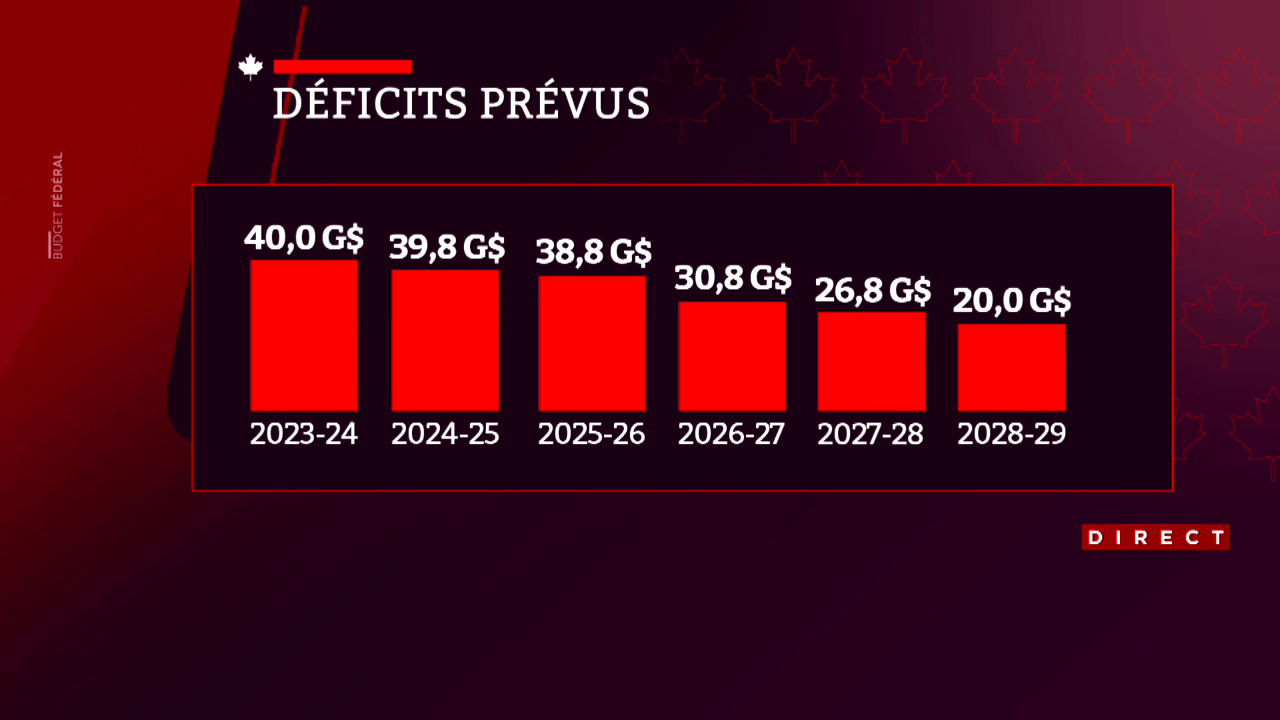 DÉFICITS PRÉVUS
BUDGET FÉDÉRAL
40,0 G$
39,8 G$
38,8 G$
30,8 G$
26,8 G$
20,0 G$
2023-24
2024-25
2025-26
2026-27
2027-28
2028-29
DIRECT